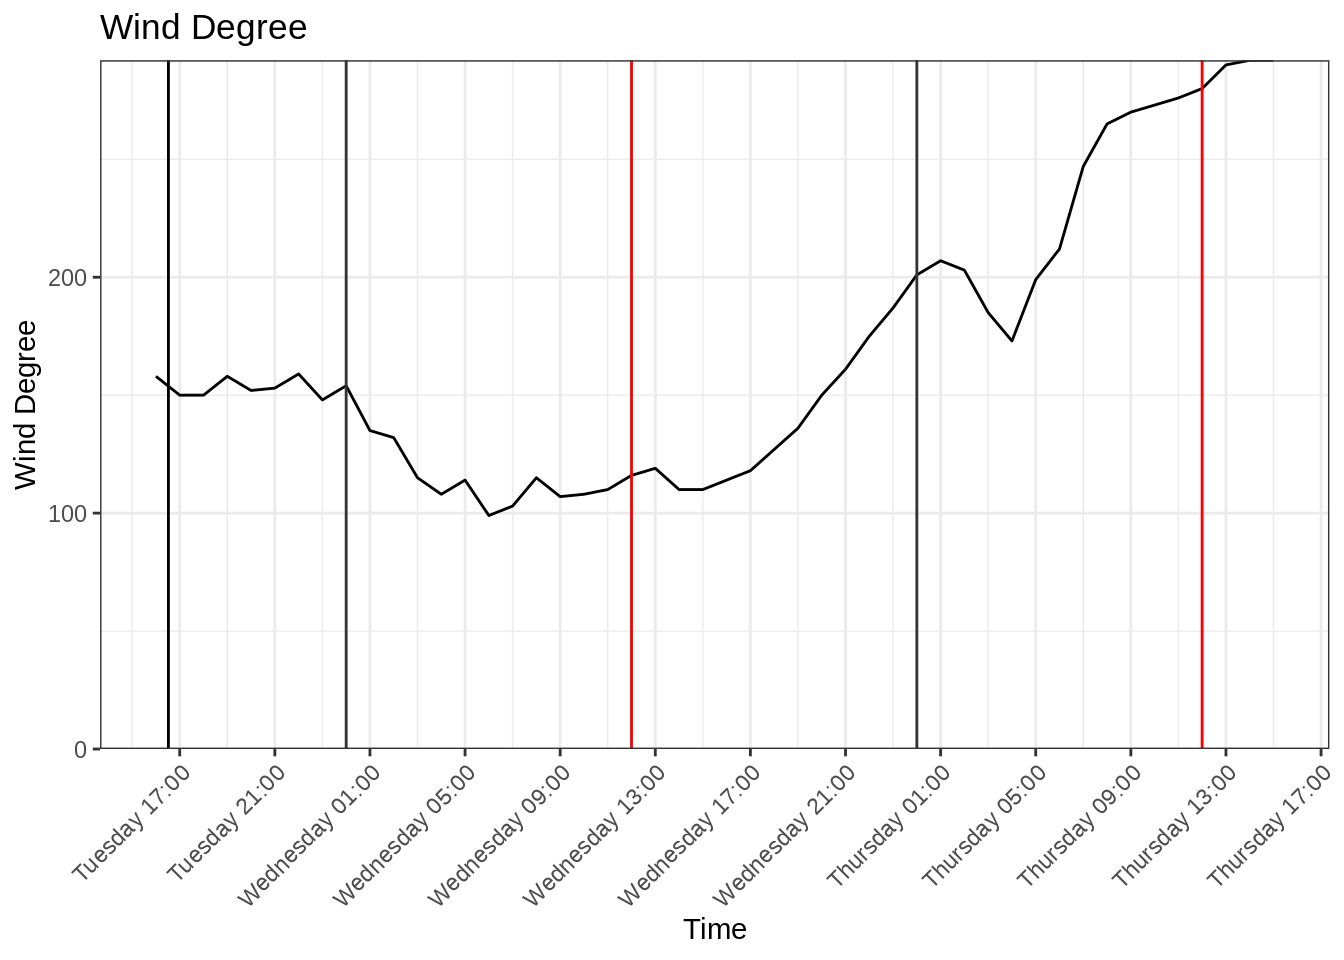 Wind Degree
Wind Degree
200
100
0
Tuesday 17:00
Tuesday 21:00
Wednesday 01:00
Wednesday 05:00
Wednesday 09:00
Wednesday 13:00
Wednesday 17:00
Wednesday 21:00
Thursday 01:00
Thursday 05:00
Thursday 09:00
Thursday 13:00
Thursday 17:00
Time